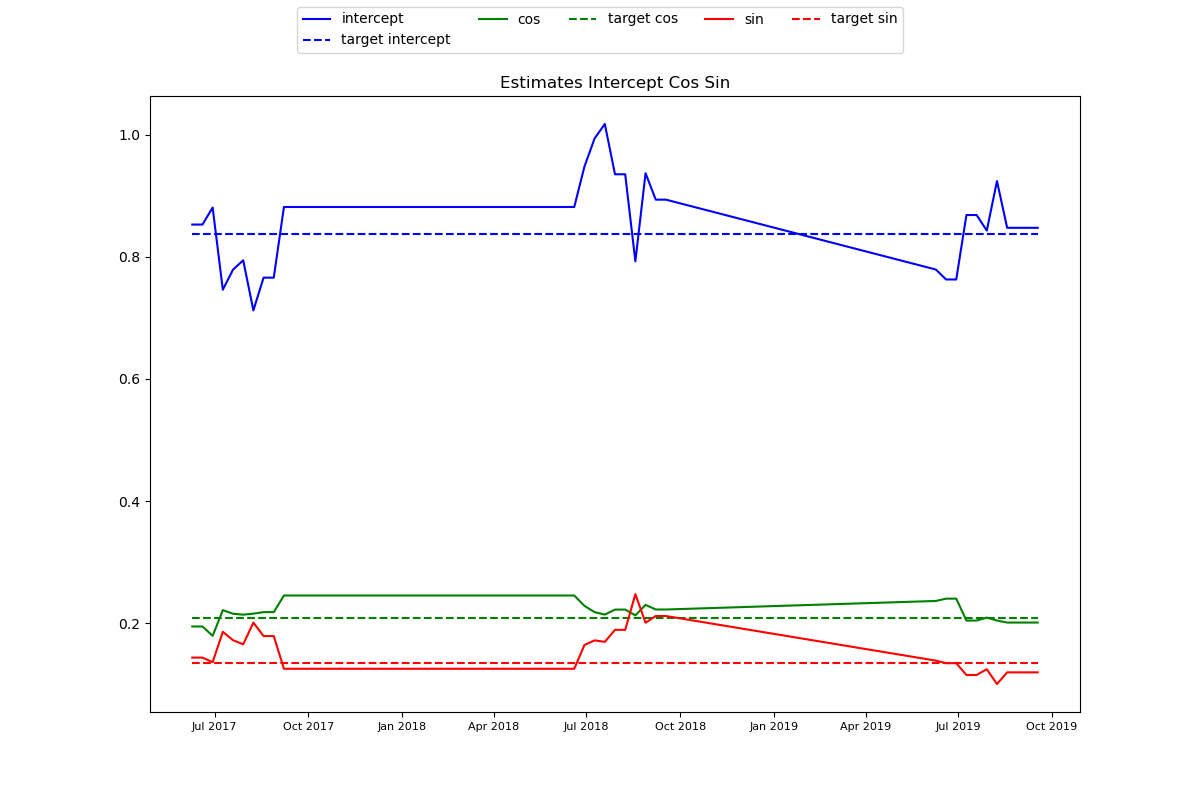 intercept cos target cos sin target sin
target intercept
Estimates Intercept Cos Sin
1.0
0.8
0.6
0.4
0.2
Jul 2017 Oct 2017 Jan 2018 Apr 2018 Jul 2018 Oct 2018 Jan 2019 Apr 2019 Jul 2019 Oct 2019